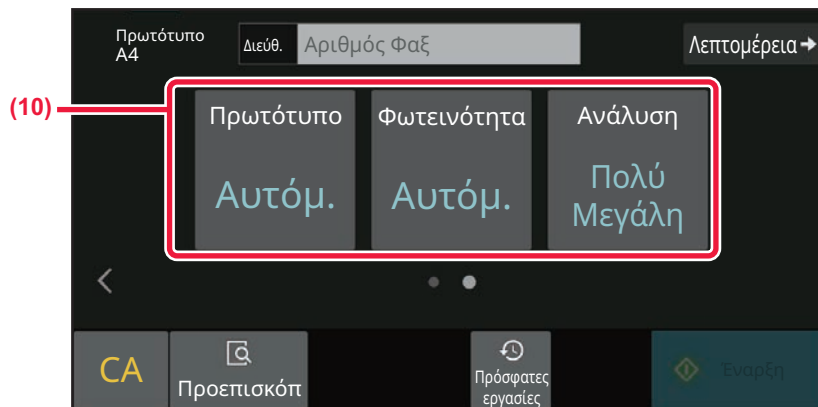 Πρωτότυπο
A4
Διεύθ.
Αριθμός Φαξ
Λεπτομέρεια
(10)
Πρωτότυπο
Φωτεινότητα
Ανάλυση
Αυτόμ.
Αυτόμ.
Πολύ
Μεγάλη
CA
Προεπισκόπ
Πρόσφατες
εργασίες
Έναρξη